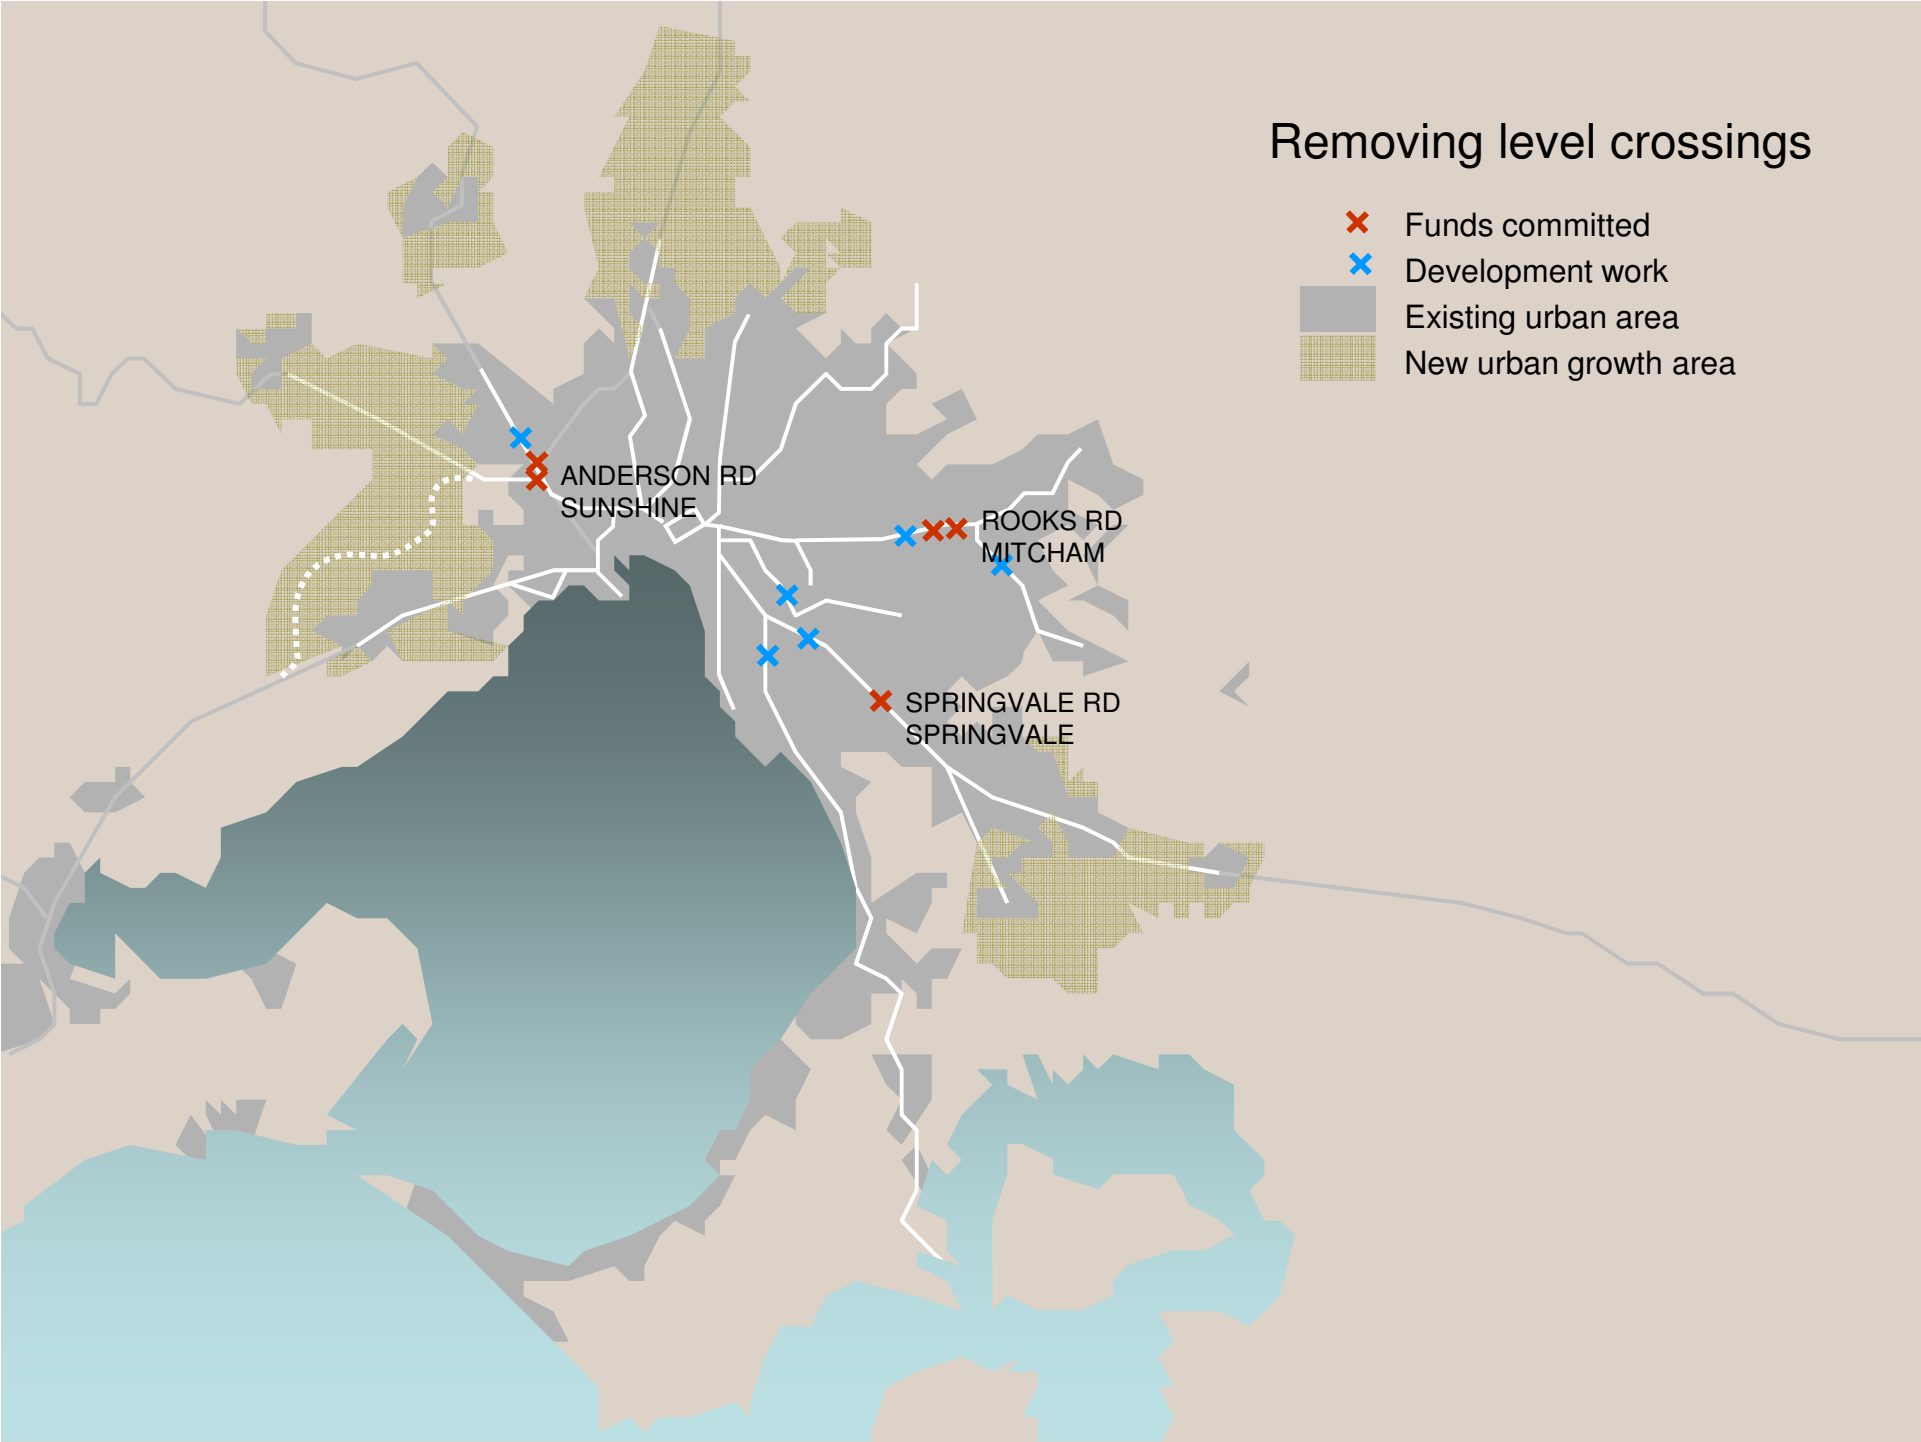 Removing level crossings
Funds committed
Development work
Existing urban area
New urban growth area
ANDERSON RD
SUNSHINE
ROOKS RD
MITCHAM
SPRINGVALE RD
SPRINGVALE